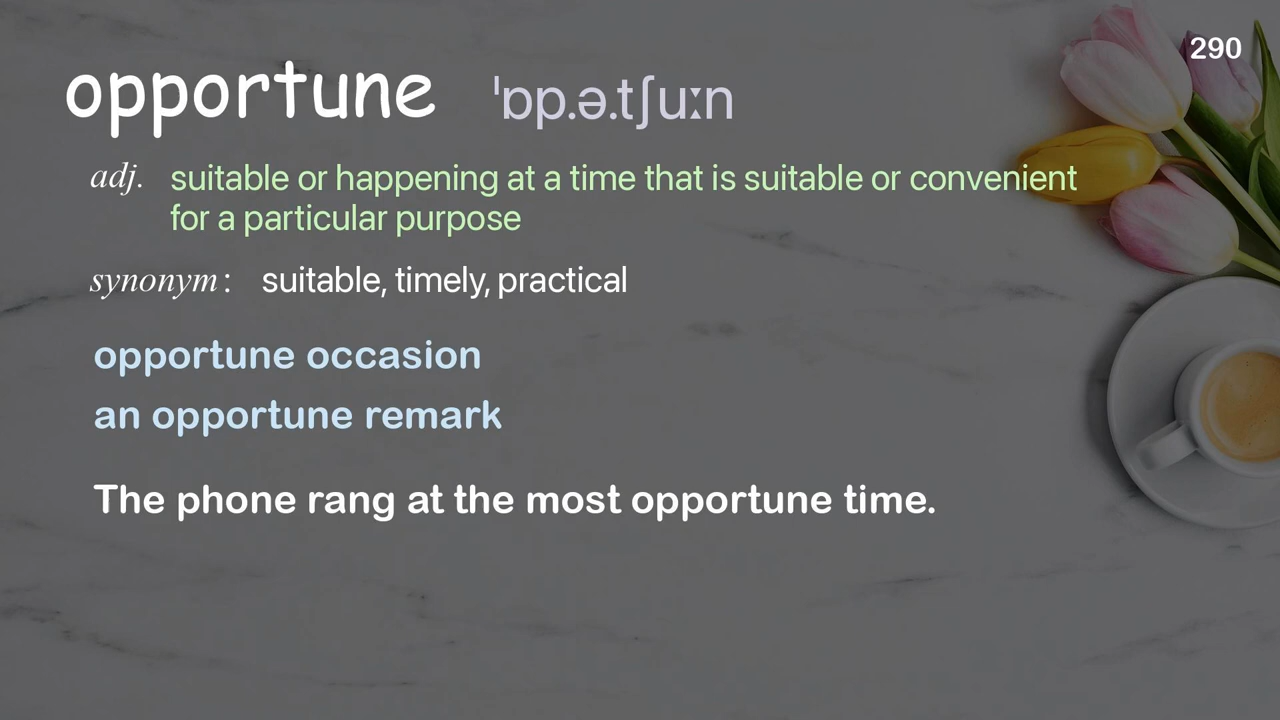 290
opportune ˈɒp.ə.tʃuːn
adj. suitable or happening at a time that is suitable or convenient
for a particular purpose
synonym: suitable, timely, practical
opportune occasion
an opportune remark
The phone rang at the most opportune time.